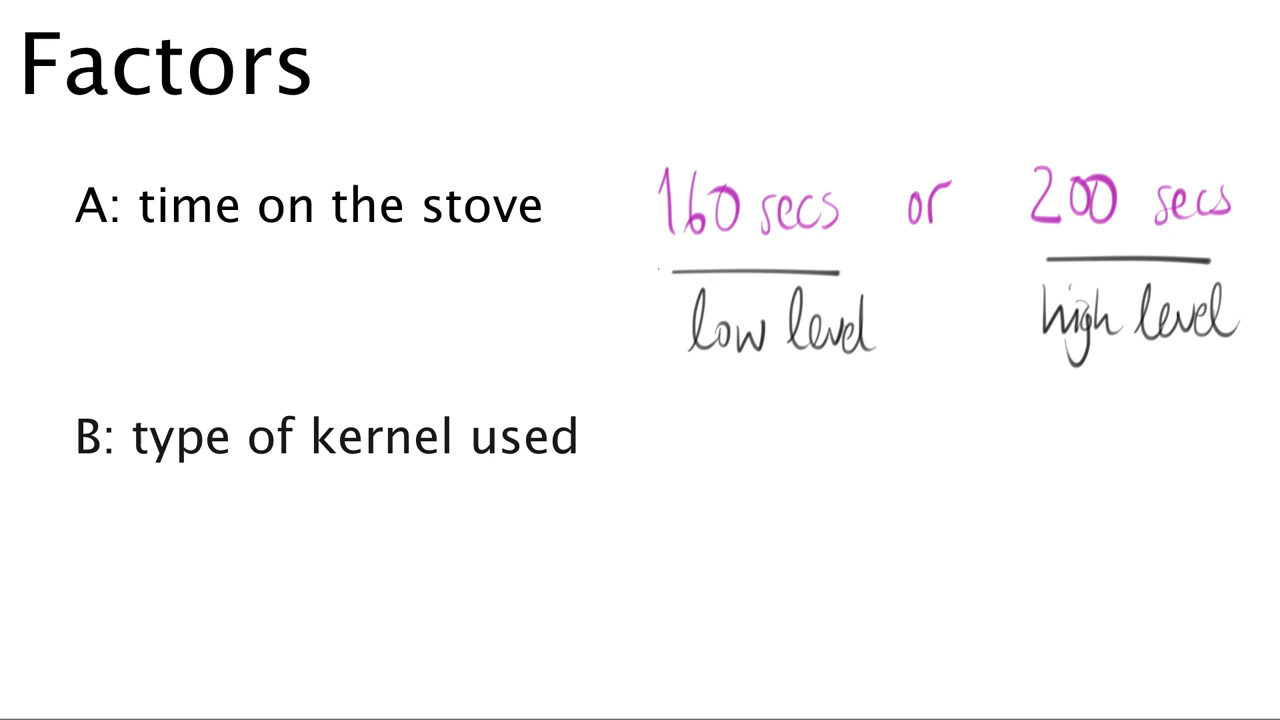 Factors
A: time on the stove 160 secs or 200 secs
low level high level
B: type of kernel used